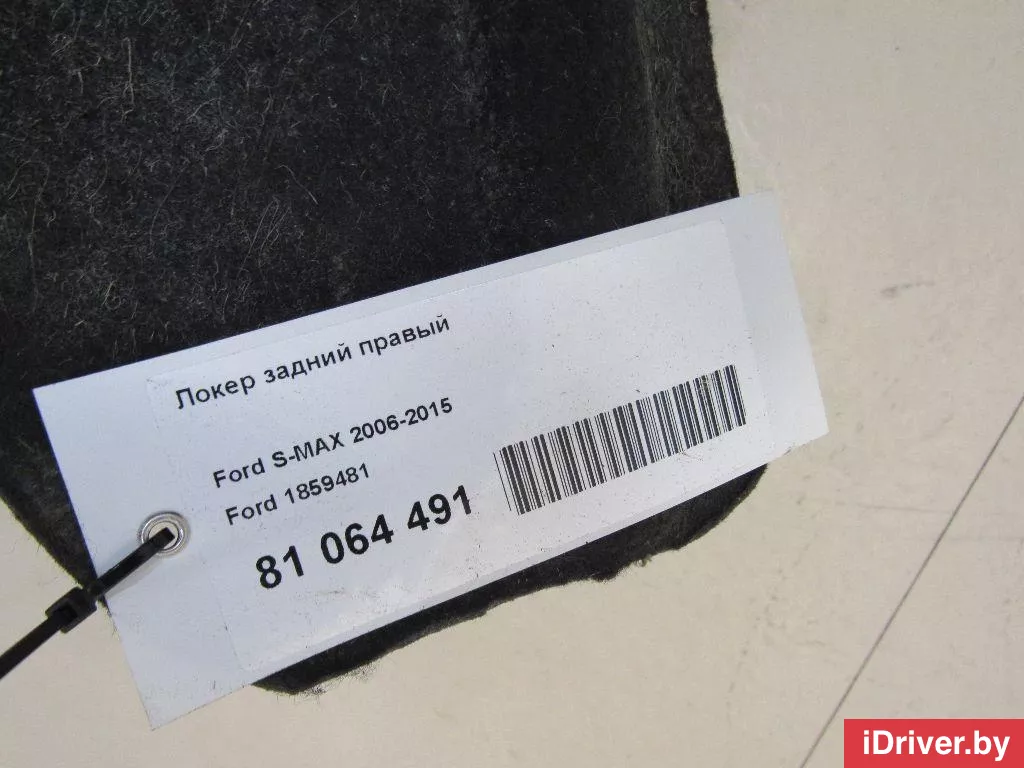 Локер задний правый
Ford S-MAX 2006-2015
Ford 1859481
81 064 491
iDriver.by